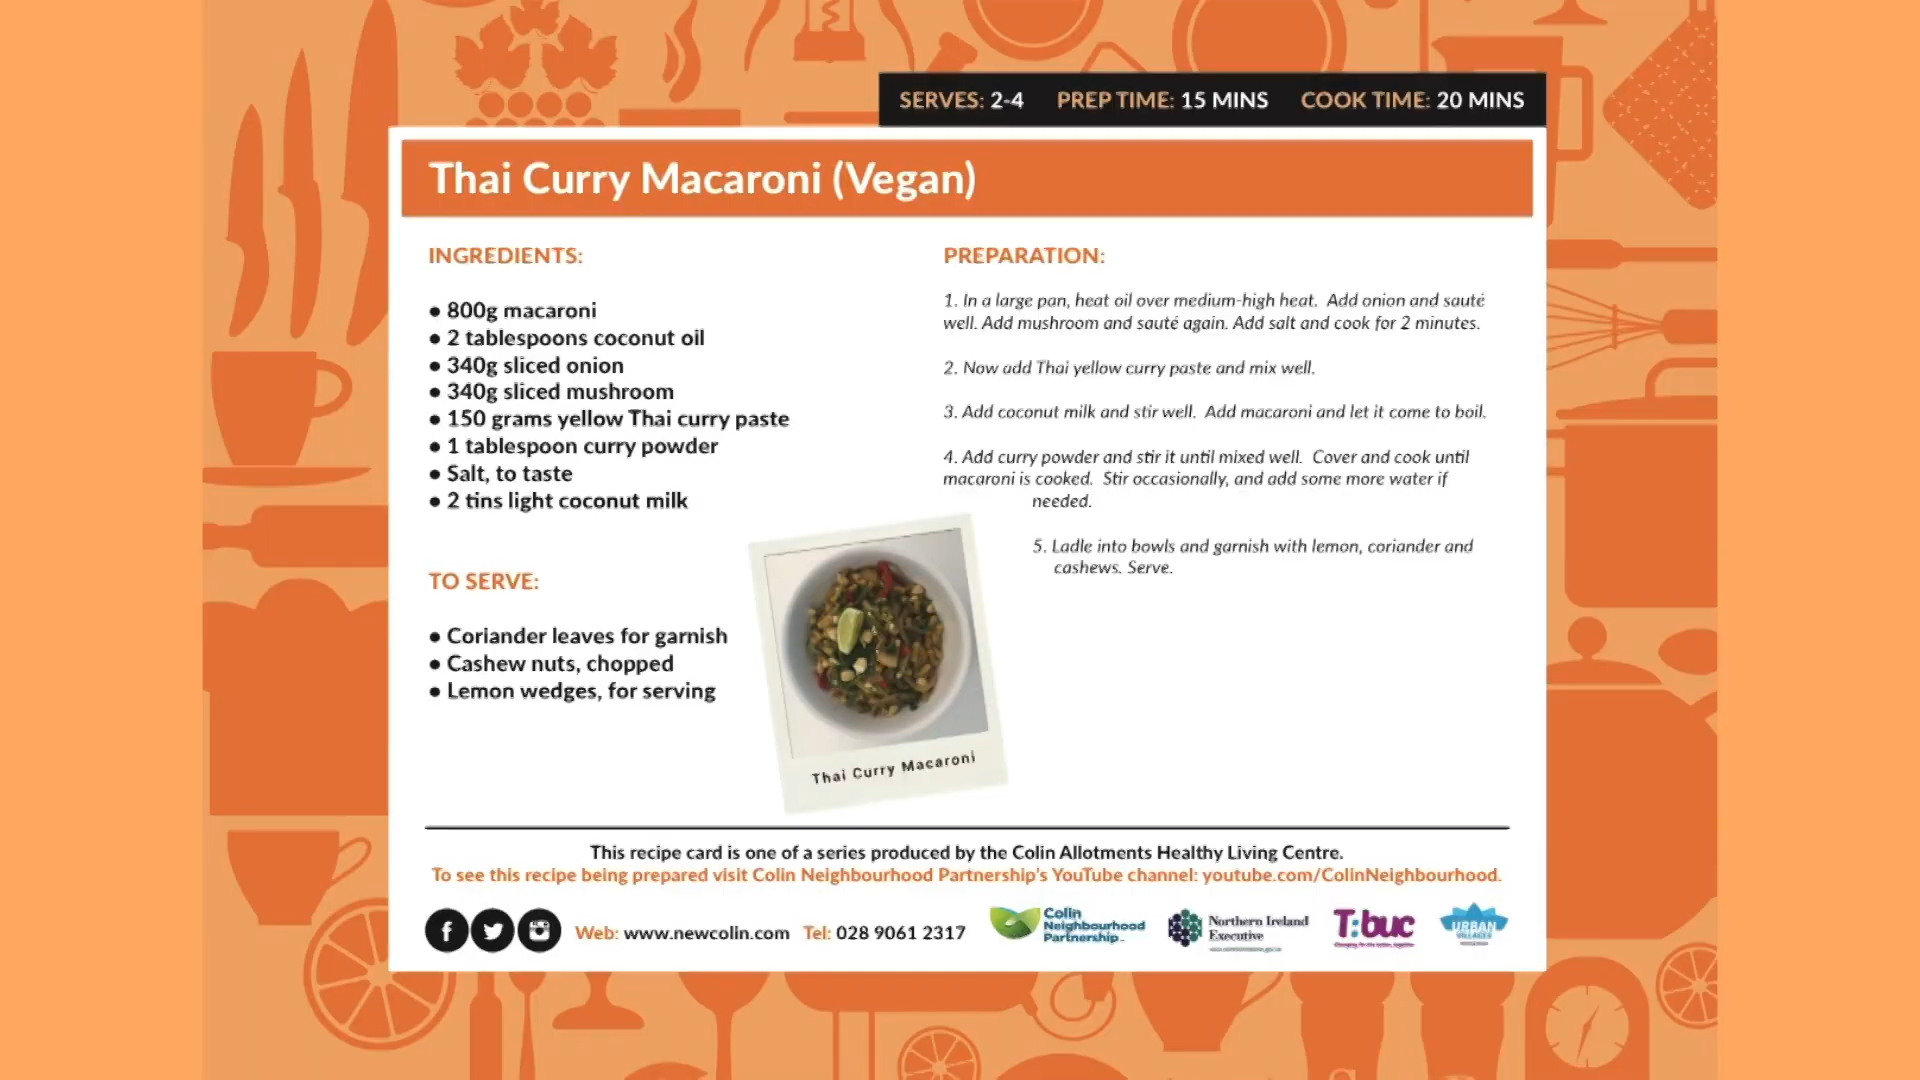 SERVES: 2-4 PREP TIME: 15 MINS COOK TIME: 20 MINS
Thai Curry Macaroni (Vegan)
INGREDIENTS:
● 800g macaroni
● 2 tablespoons coconut oil
● 340g sliced onion
● 340g sliced mushroom
● 150 grams yellow Thai curry paste
● 1 tablespoon curry powder
● Salt, to taste
● 2 tins light coconut milk
TO SERVE:
● Coriander leaves for garnish
● Cashew nuts, chopped
● Lemon wedges, for serving
PREPARATION:
1. In a large pan, heat oil over medium-high heat. Add onion and sauté
well. Add mushroom and sauté again. Add salt and cook for 2 minutes.
2. Now add Thai yellow curry paste and mix well.
3. Add coconut milk and stir well. Add macaroni and let it come to boil.
4. Add curry powder and stir it until mixed well. Cover and cook until
macaroni is cooked. Stir occasionally, and add some more water if
needed.
5. Ladle into bowls and garnish with lemon, coriander and
cashews. Serve.
Thai Curry Macaroni
This recipe card is one of a series produced by the Colin Allotments Healthy Living Centre.
To see this recipe being prepared visit Colin Neighbourhood Partnership's YouTube channel: youtube.com/ColinNeighbourhood.
Web: www.newcolin.com Tel: 028 9061 2317
Colin
Neighbourhood
Partnership
Northern Ireland
Executive
T:buc
URBAN
VILLAGES